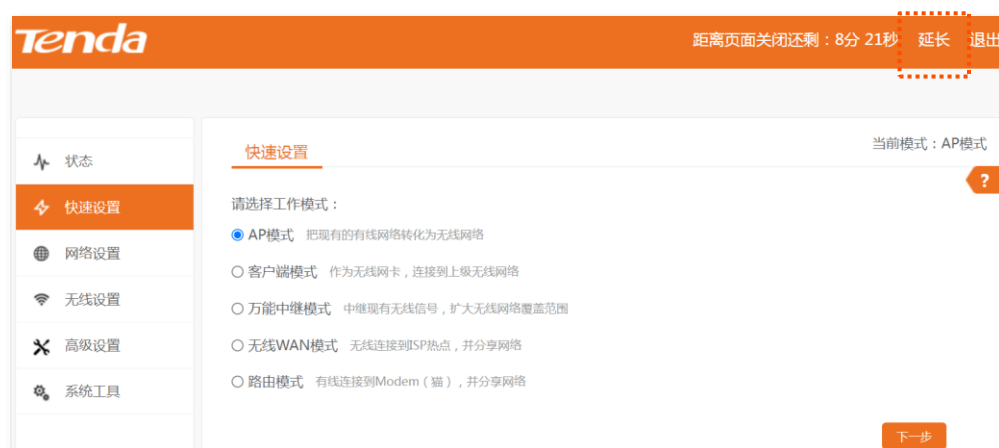 Tenda
距离页面关闭还剩：8分 21秒 延长 退出
当前模式：AP模式
状态
快速设置
网络设置
无线设置
高级设置
系统工具
快速设置
?
请选择工作模式：
AP模式 把现有的有线网络转化为无线网络
客户端模式 作为无线网卡，连接到上级无线网络
万能中继模式 中继现有无线信号，扩大无线网络覆盖范围
无线WAN模式 无线连接到ISP热点，并分享网络
路由模式 有线连接到Modem（猫），并分享网络
下一步